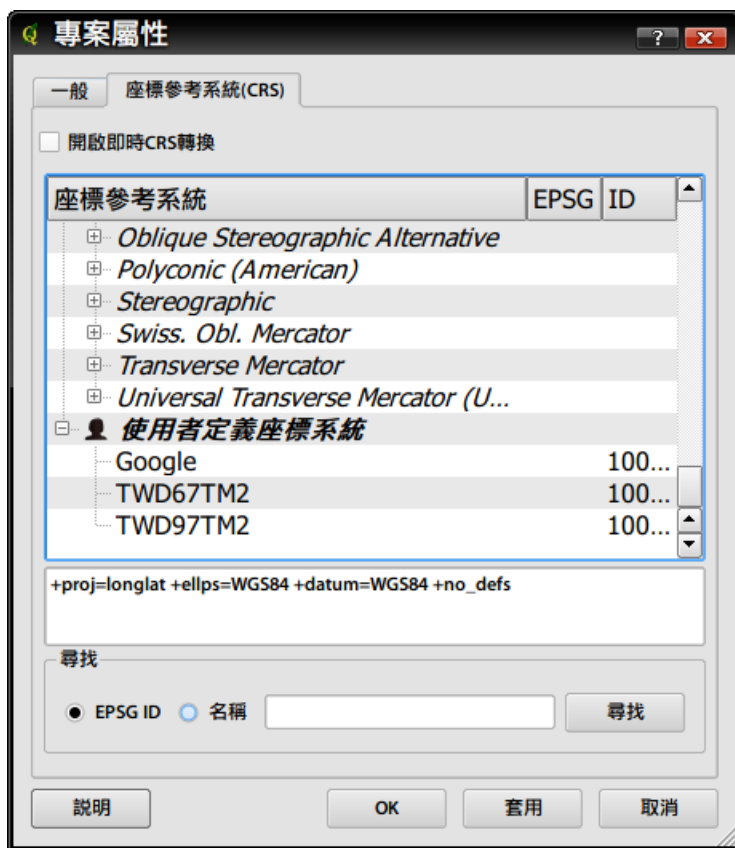 專案屬性
一般 座標參考系統(CRS)
開啟即時CRS轉換
座標參考系統 EPSG ID
Oblique Stereographic Alternative
Polyconic (American)
Stereographic
Swiss. Obl. Mercator
Transverse Mercator
Universal Transverse Mercator (U...
使用者定義座標系統
Google 100...
TWD67TM2 100...
TWD97TM2 100...
+proj=longlat +ellps=WGS84 +datum=WGS84 +no_defs
尋找
EPSG ID 名稱 尋找
說明 OK 套用 取消